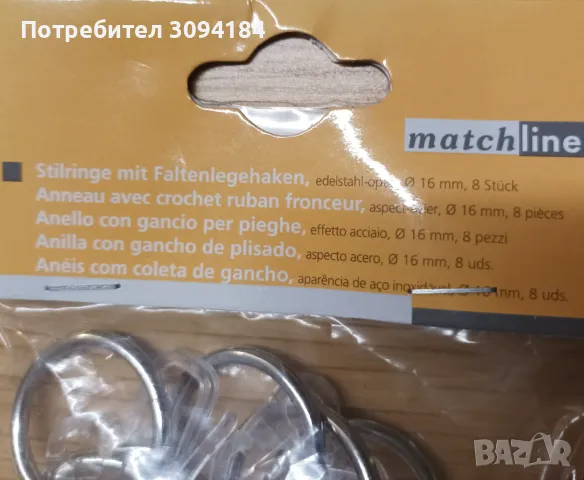 Потребител 3094184
matchline
Stilringe mit Faltenlegehaken, edelstahl-optik, Ø 16 mm, 8 Stück
Anneau avec crochet ruban fronceur, aspect acier, Ø 16 mm, 8 pièces
Anello con gancio per pieghe, effetto acciaio, Ø 16 mm, 8 pezzi
Anilla con gancho de plisado, aspecto acero, Ø 16 mm, 8 uds.
Anéis com coleta de gancho, aparência de aço inoxidável, Ø 16 mm, 8 uds.
BAZAR